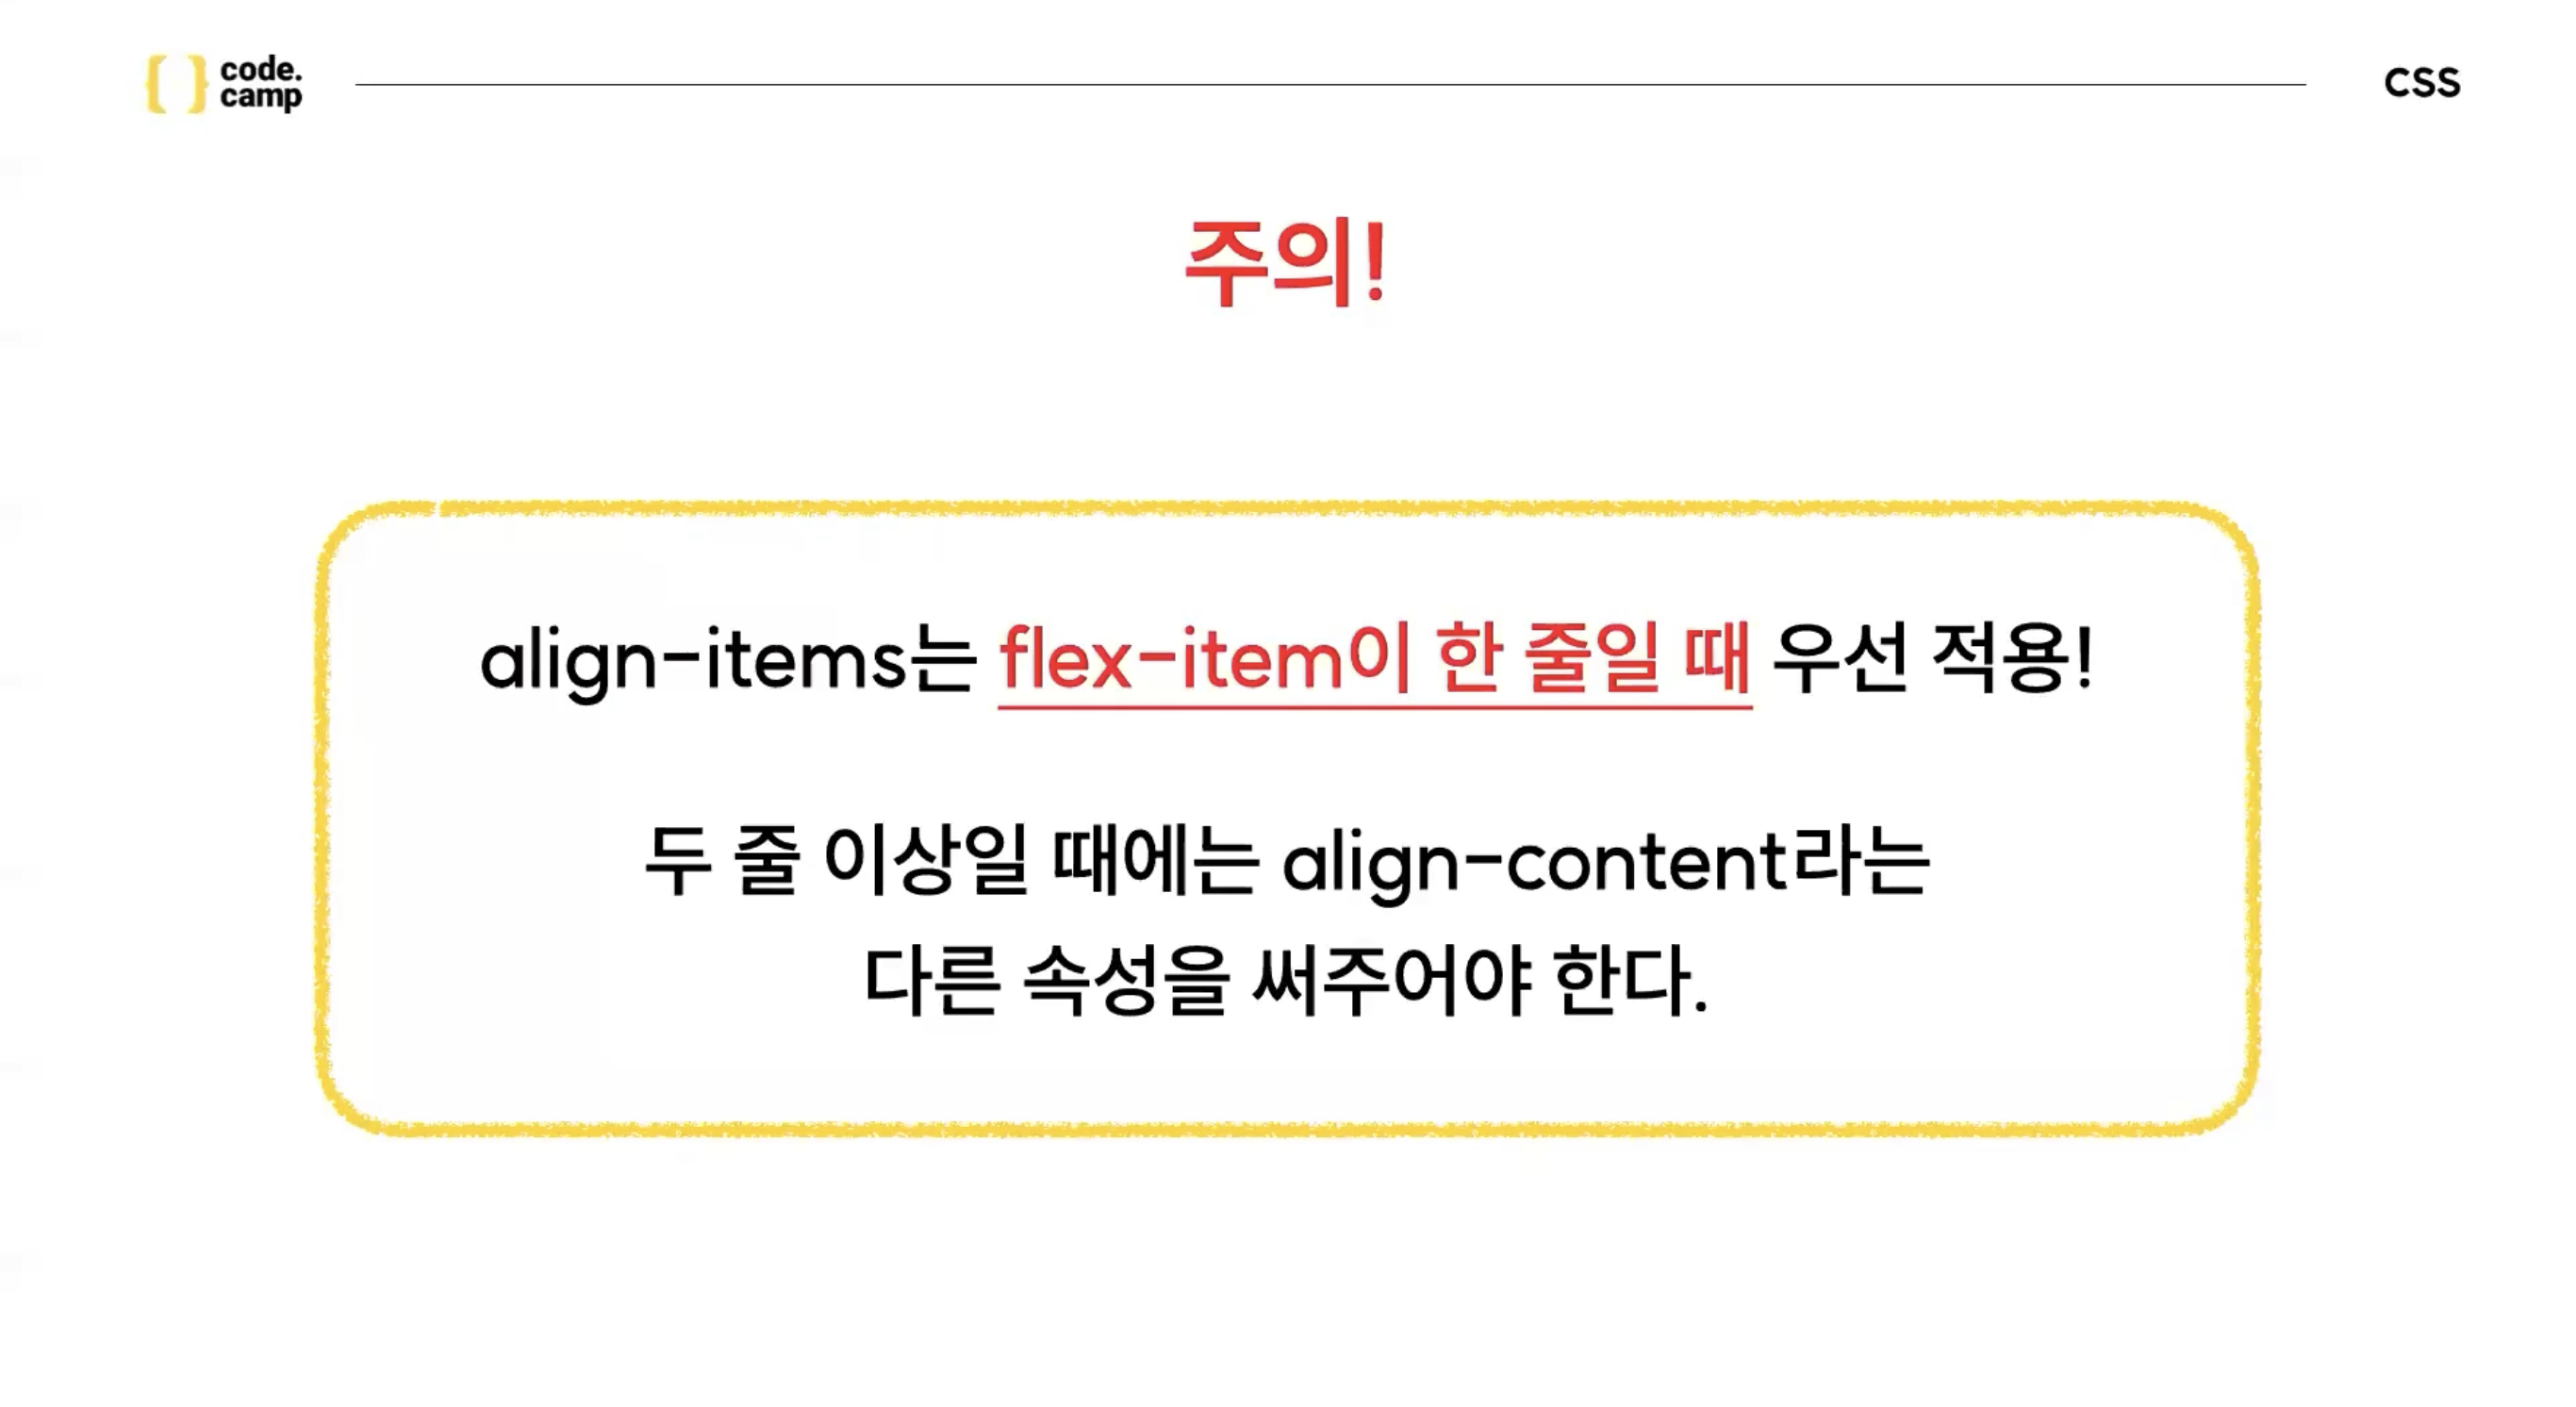 code.
camp
CSS
주의!
align-items는 flex-item이 한 줄일 때 우선 적용!
두 줄 이상일 때에는 align-content라는
다른 속성을 써주어야 한다.